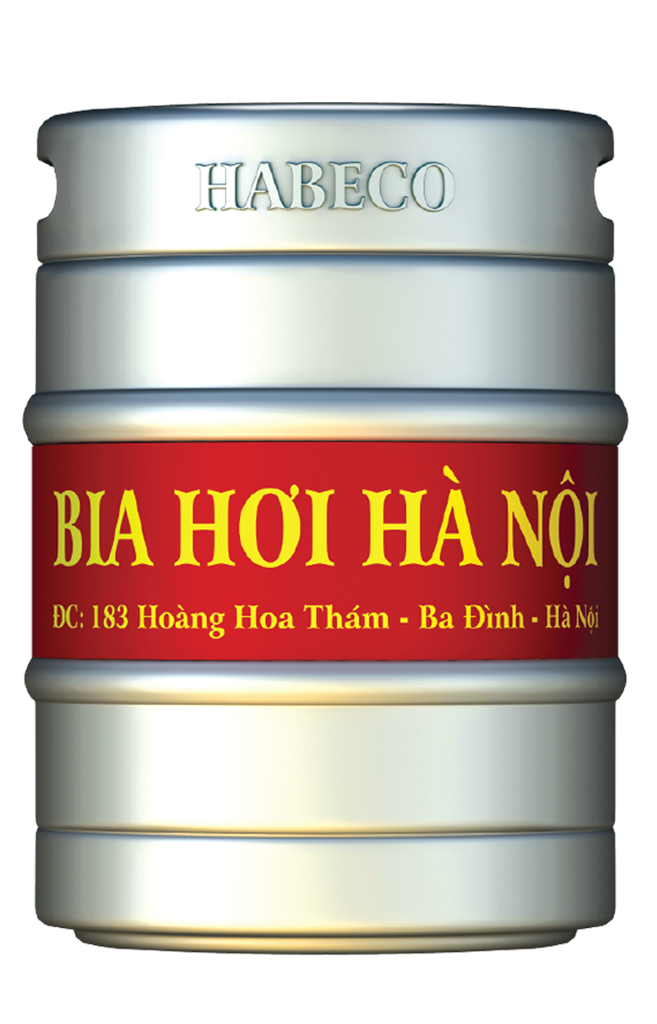 HABECO
BIA HƠI HÀ NỘI
ĐC: 183 Hoàng Hoa Thám - Ba Đình - Hà Nội